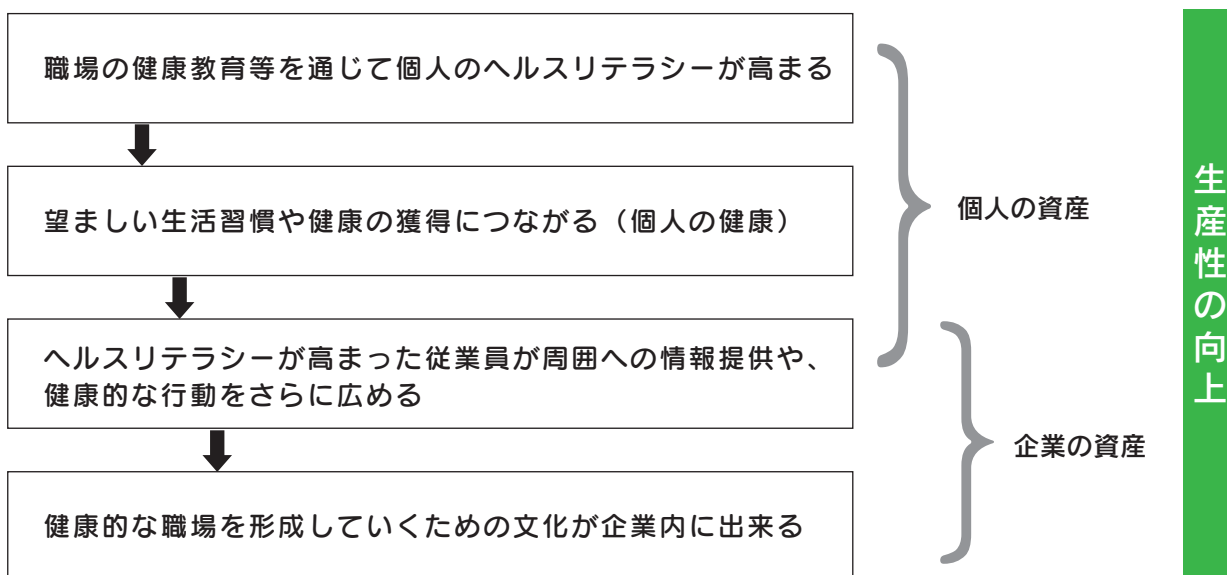 職場の健康教育等を通じて個人のヘルスリテラシーが高まる
望ましい生活習慣や健康の獲得につながる（個人の健康）
個人の資産
ヘルスリテラシーが高まった従業員が周囲への情報提供や、
健康的な行動をさらに広める
企業の資産
健康的な職場を形成していくための文化が企業内に出来る
生産性の向上